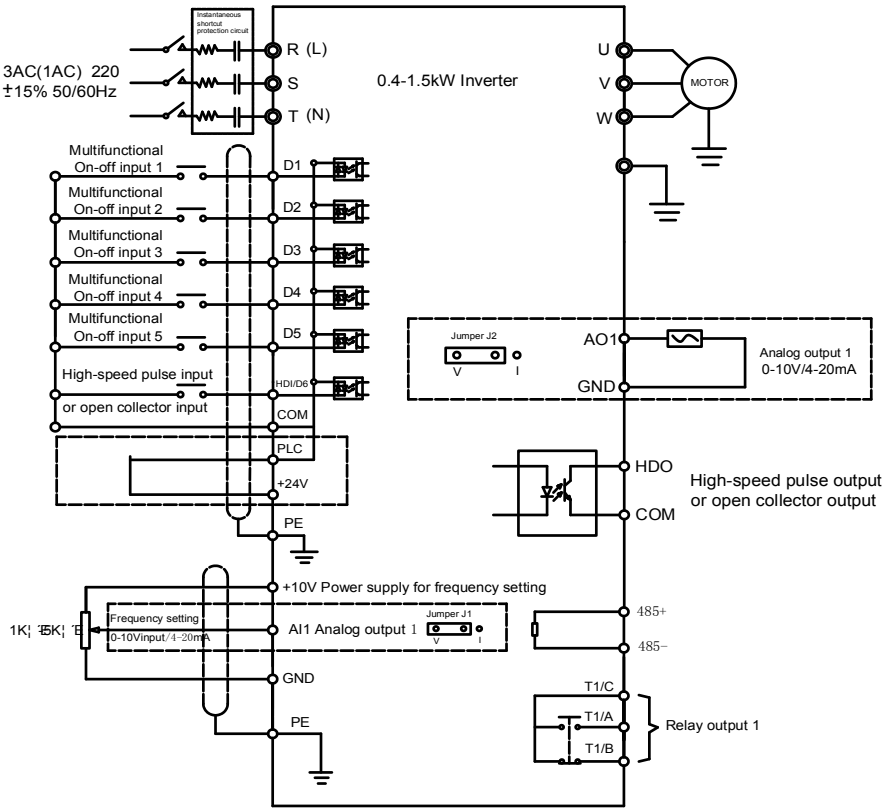 Instantaneous
shortcut
protection circuit
R (L)
S
T (N)
3AC(1AC) 220
±15% 50/60Hz
0.4-1.5kW Inverter
U
V
W
MOTOR
Multifunctional
On-off input 1
D1
Multifunctional
On-off input 2
D2
Multifunctional
On-off input 3
D3
Multifunctional
On-off input 4
D4
Multifunctional
On-off input 5
D5
High-speed pulse input
or open collector input
HDI/D6
COM
PLC
+24V
PE
Jumper J2
V
I
AO1
GND
Analog output 1
0-10V/4-20mA
HDO
COM
High-speed pulse output
or open collector output
+10V Power supply for frequency setting
Frequency setting
0-10Vinput/4-20mA
AI1 Analog output 1
Jumper J1
V
I
GND
PE
485+
485-
T1/C
T1/A
T1/B
Relay output 1